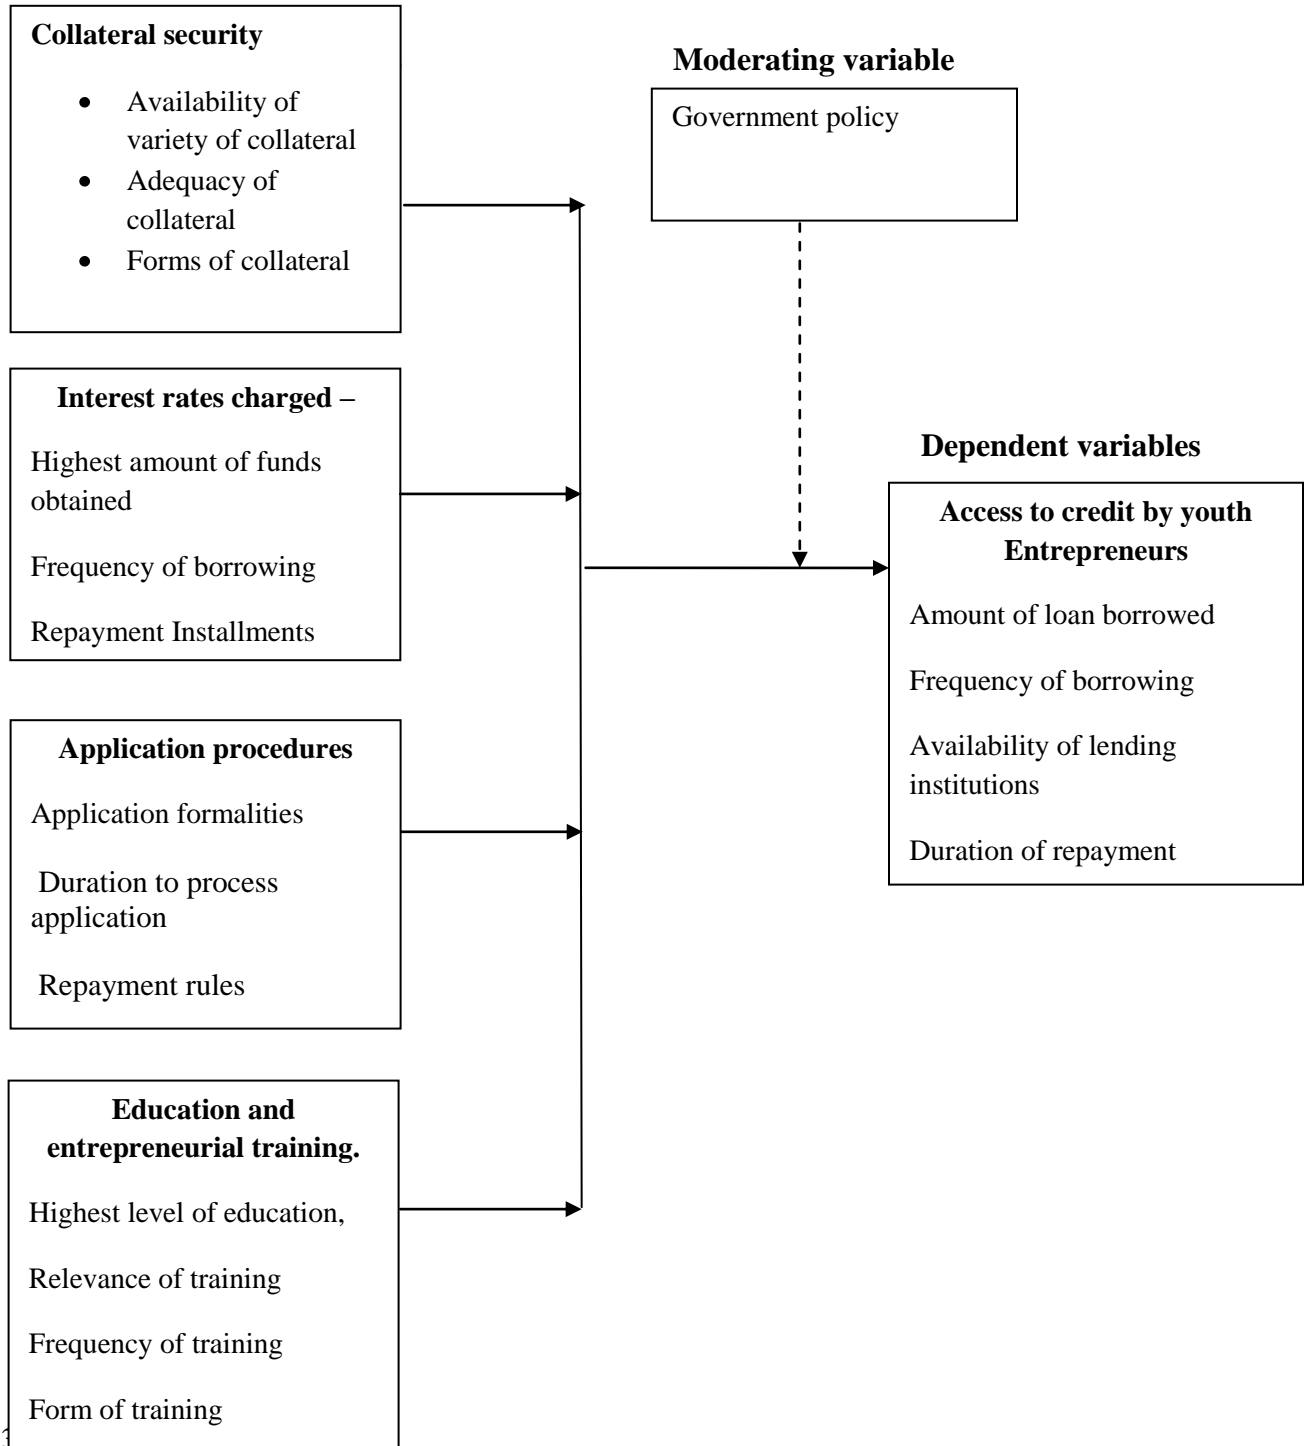 Collateral security
• Availability of
variety of collateral
• Adequacy of
collateral
• Forms of collateral
Moderating variable
Government policy
Interest rates charged –
Highest amount of funds
obtained
Frequency of borrowing
Repayment Installments
Dependent variables
Access to credit by youth
Entrepreneurs
Amount of loan borrowed
Frequency of borrowing
Availability of lending
institutions
Duration of repayment
Application procedures
Application formalities
Duration to process
application
Repayment rules
Education and
entrepreneurial training.
Highest level of education,
Relevance of training
Frequency of training
Form of training